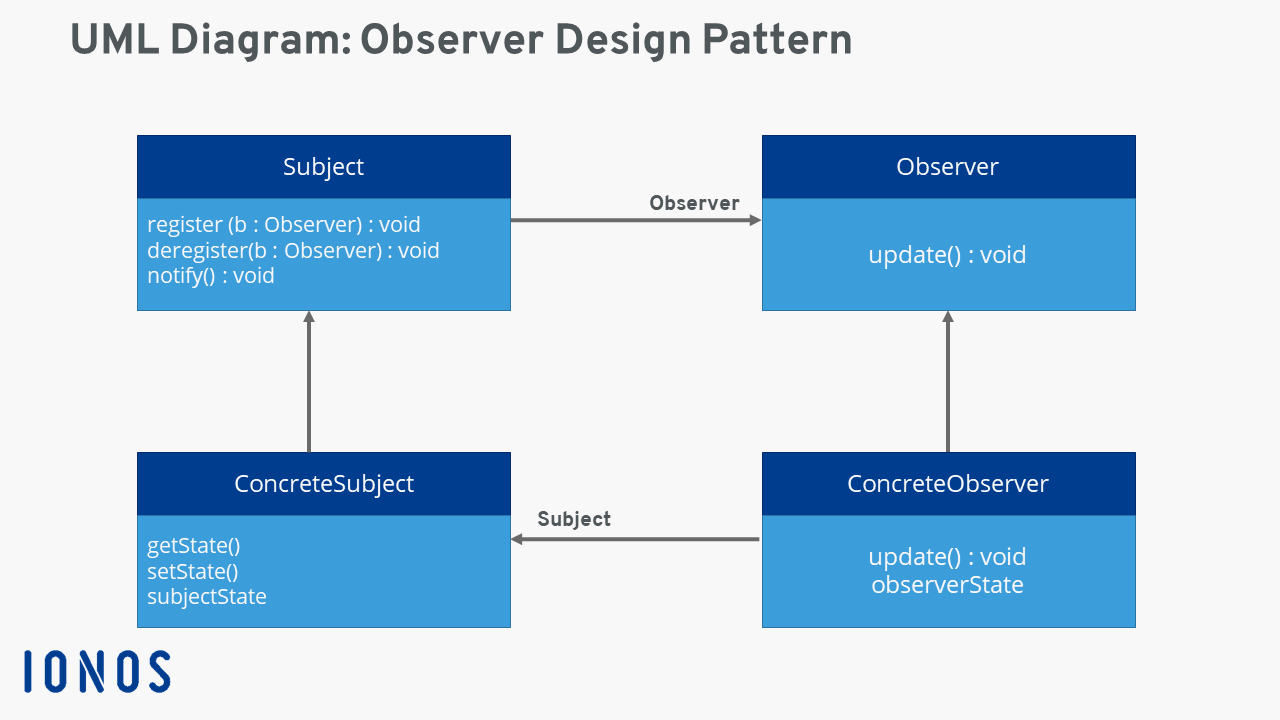 UML Diagram: Observer Design Pattern
Subject
register (b : Observer) : void
deregister(b : Observer) : void
notify() : void
Observer
Observer
update() : void
ConcreteSubject
getState()
setState()
subjectState
Subject
ConcreteObserver
update() : void
observerState
IONOS